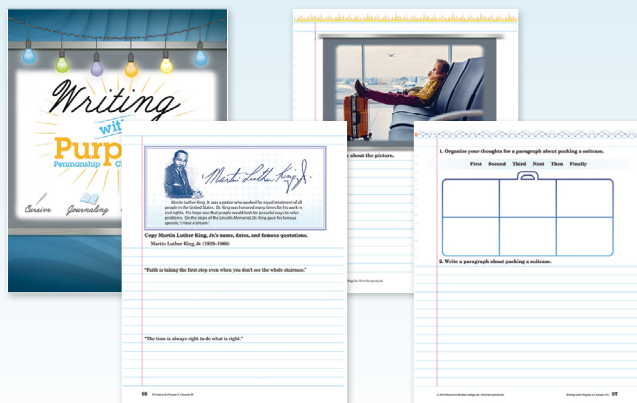 Writing
wit
Purp
Penmanship C
Cursive Journaling
y about the picture.
Martin Luther King Jr.
Martin Luther King, Jr. was a pastor who worked for equal treatment of all
people in the United States. Dr. King was honored many times for his work in
civil rights. His hope was that people would look for peaceful ways to solve
problems. On the steps of the Lincoln Memorial, Dr. King gave his famous
speech, "I Have a Dream."
Copy Martin Luther King, Jr.'s name, dates, and famous quotations.
Martin Luther King, Jr. (1929–1968)
"Faith is taking the first step even when you don't see the whole staircase."
"The time is always right to do what is right."
1. Organize your thoughts for a paragraph about packing a suitcase.
First Second Third Next Then Finally
2. Write a paragraph about packing a suitcase.
97